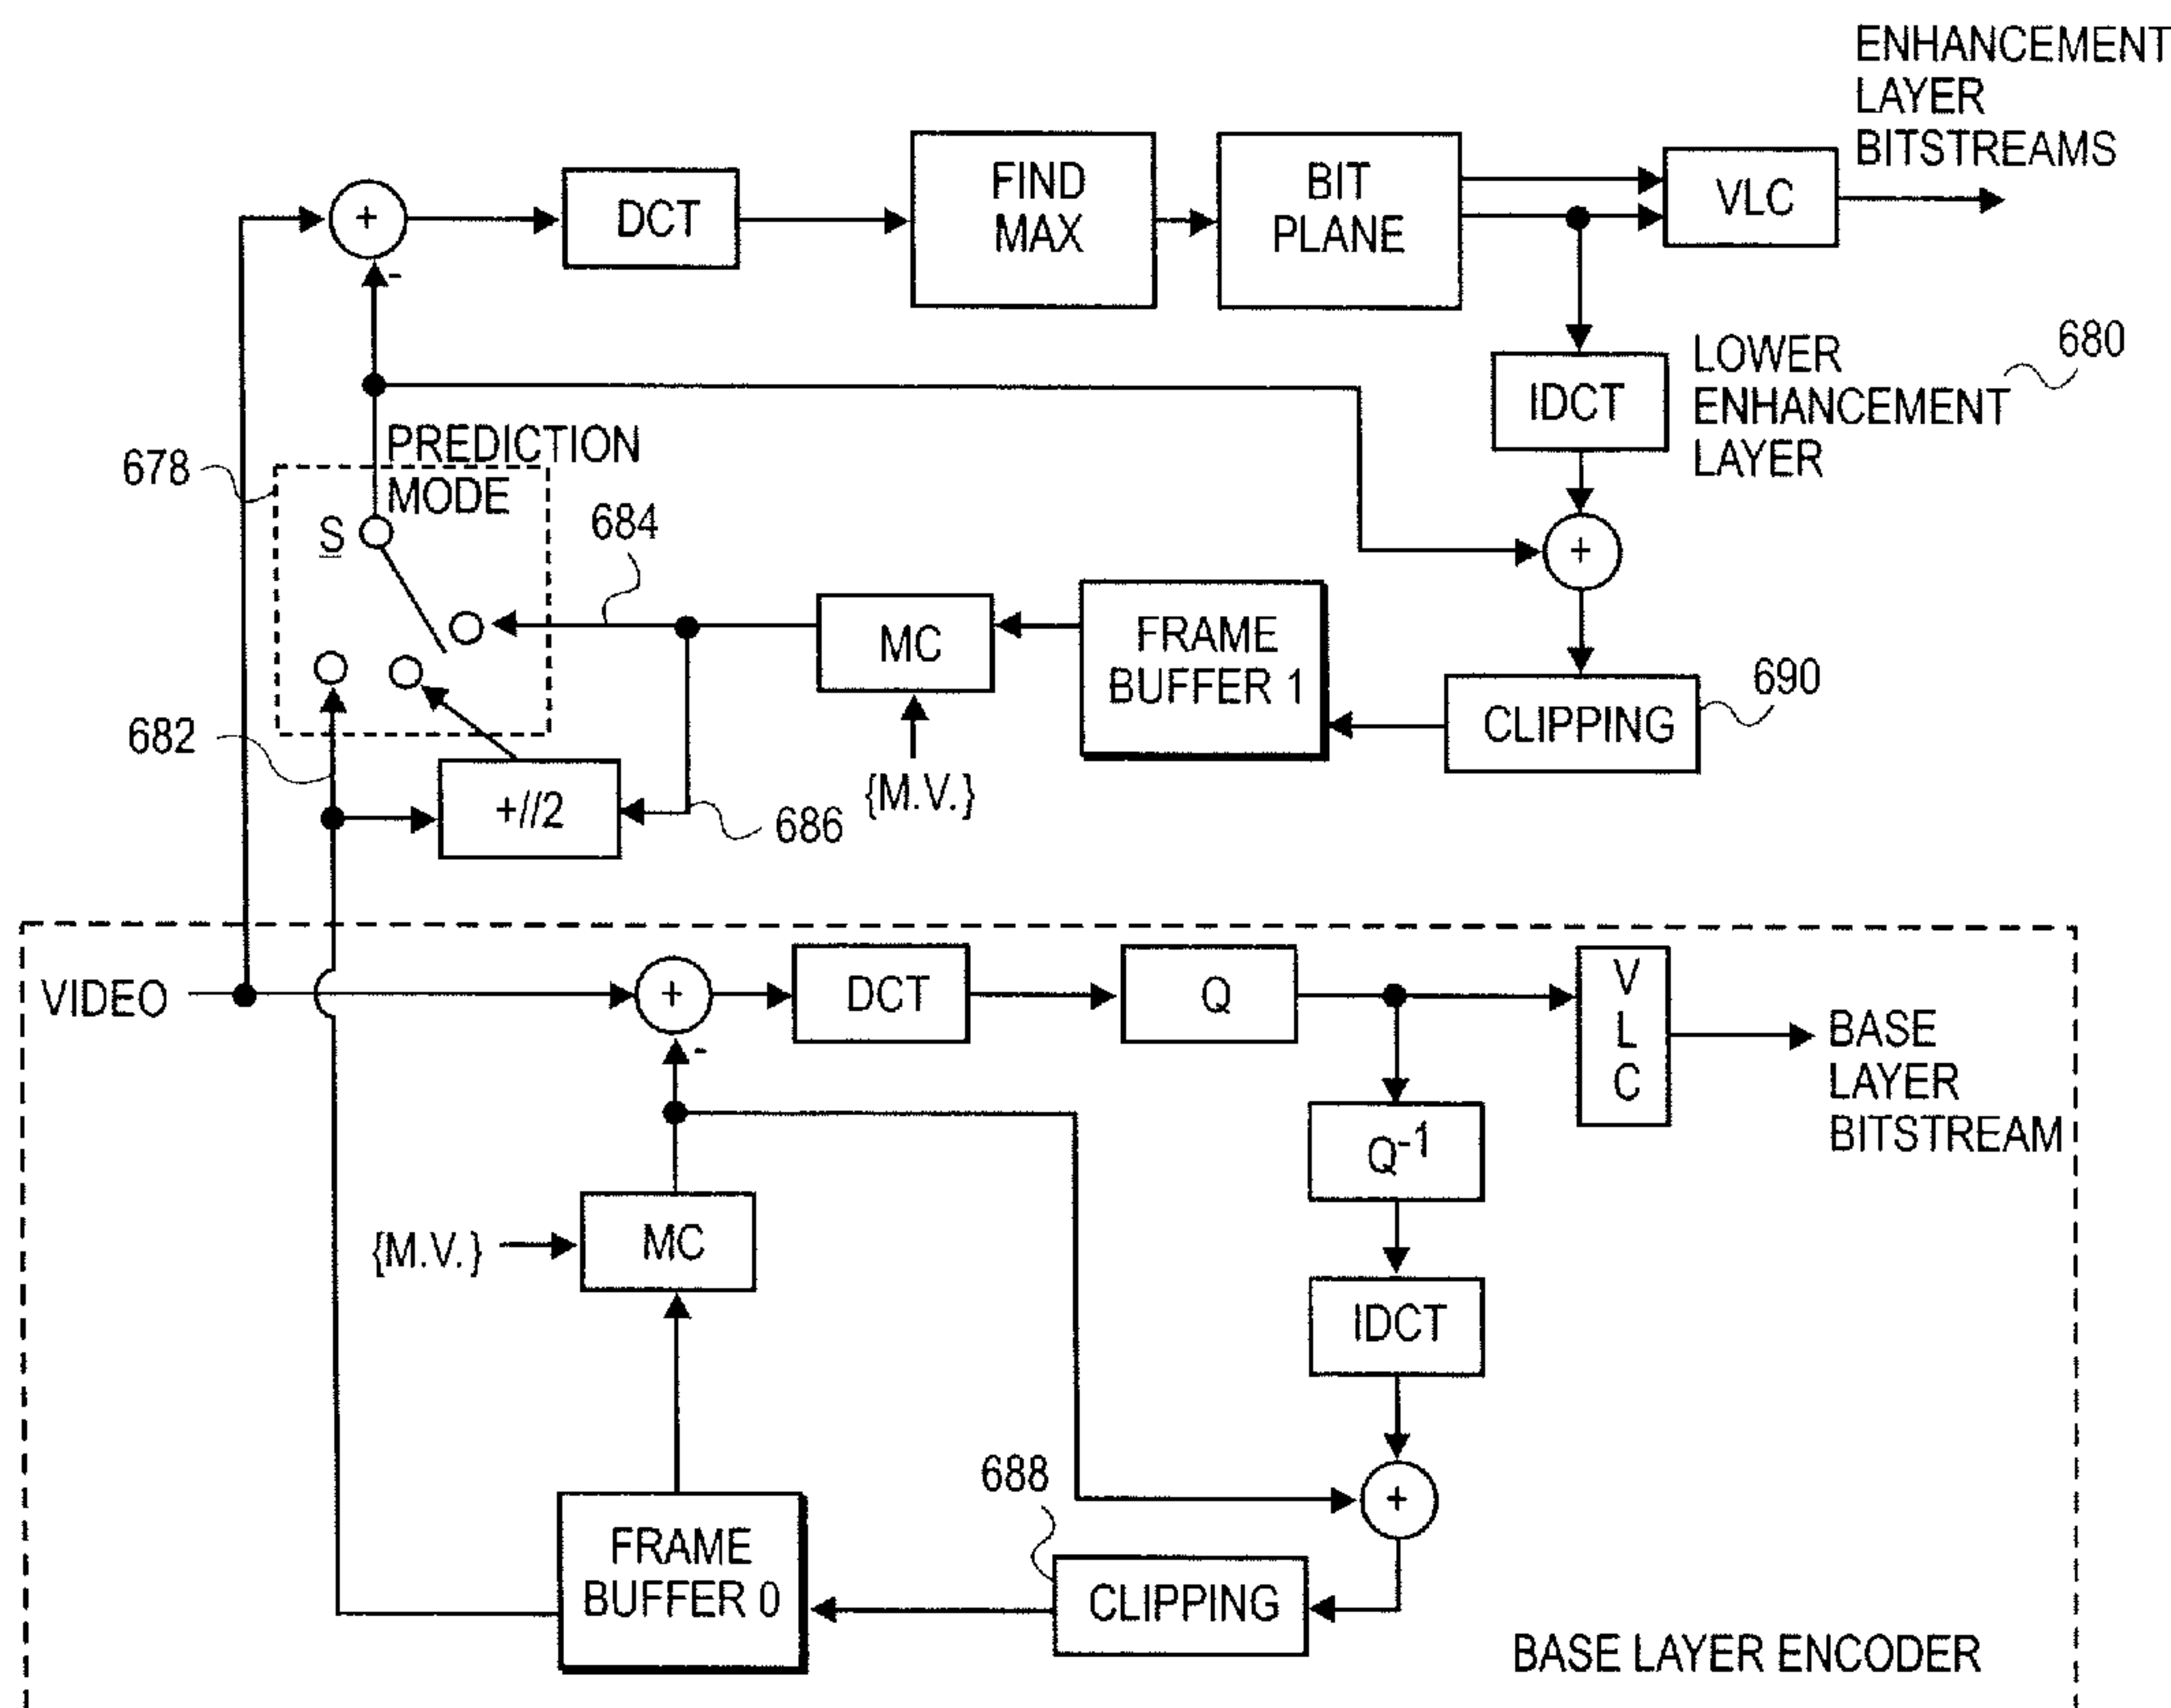 ENHANCEMENT
LAYER
BITSTREAMS
+
-
DCT
FIND
MAX
BIT
PLANE
VLC
IDCT
LOWER
ENHANCEMENT
LAYER
680
678
PREDICTION
MODE
S
684
+
MC
FRAME
BUFFER 1
CLIPPING
690
682
+//2
686
{M.V.}
VIDEO
+
-
DCT
Q
V
L
C
BASE
LAYER
BITSTREAM
Q-1
{M.V.}
MC
IDCT
688
+
FRAME
BUFFER 0
CLIPPING
BASE LAYER ENCODER